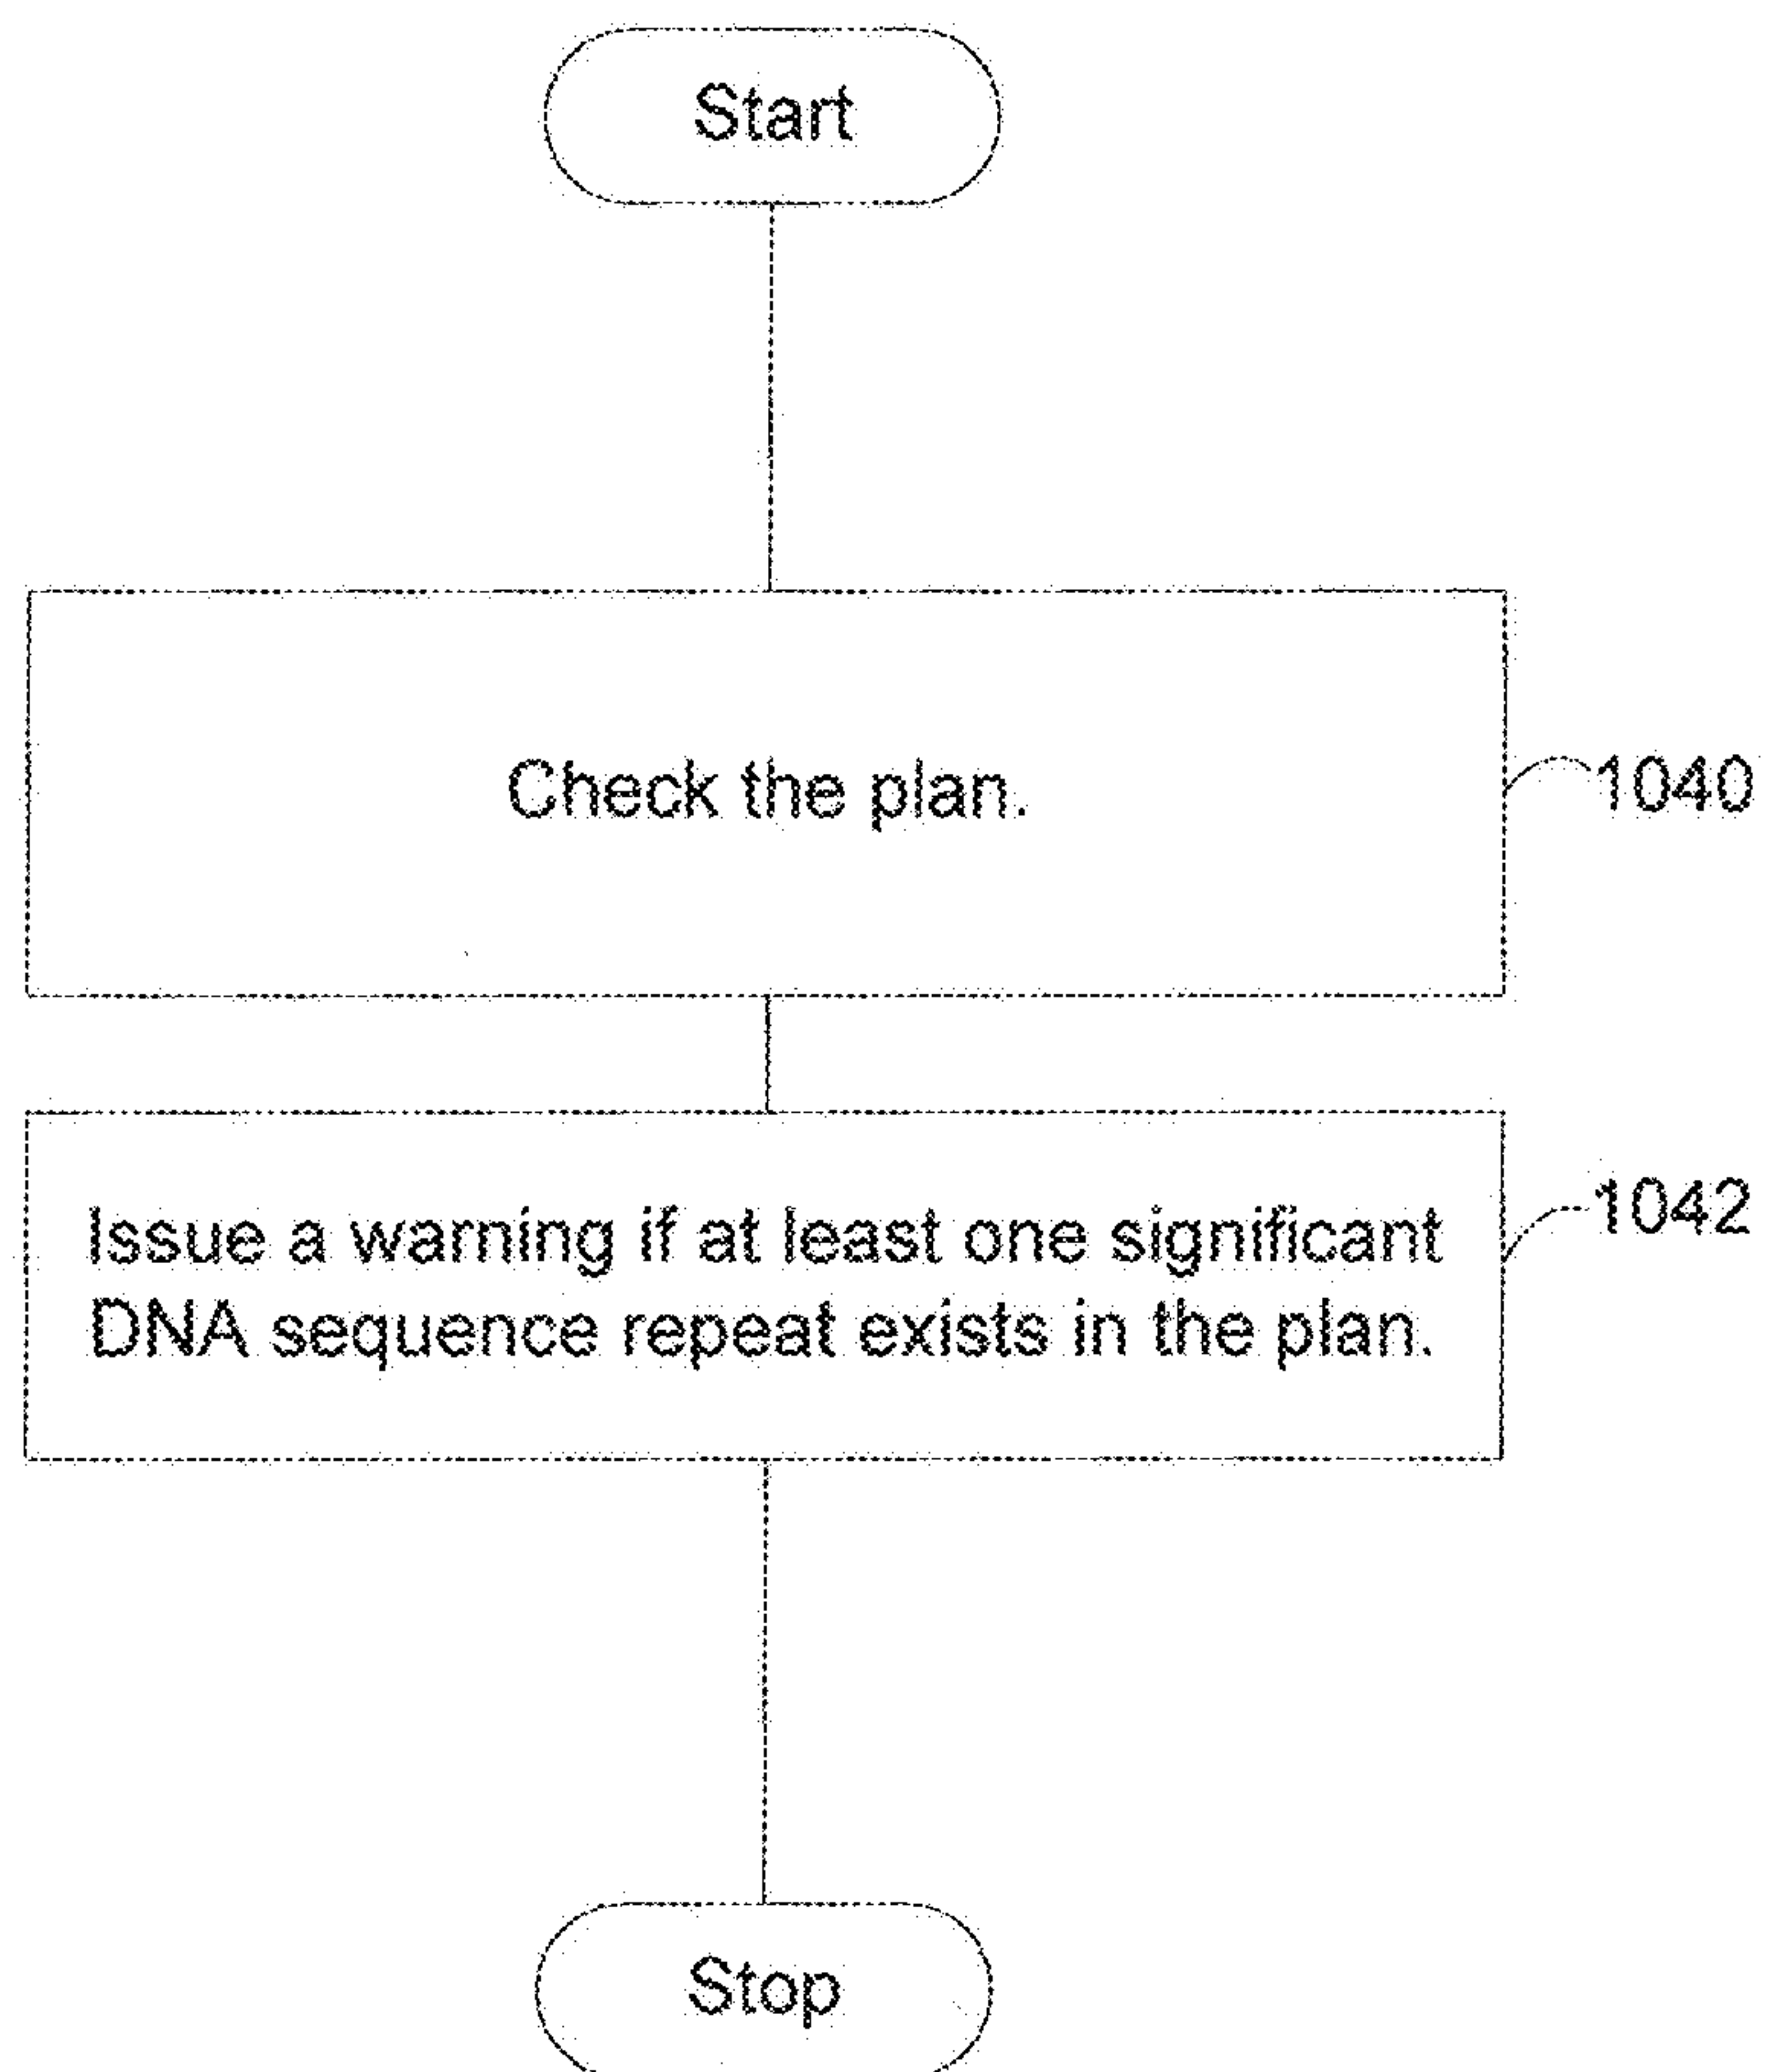 Start
Check the plan.
1040
Issue a warning if at least one significant
DNA sequence repeat exists in the plan.
1042
Stop